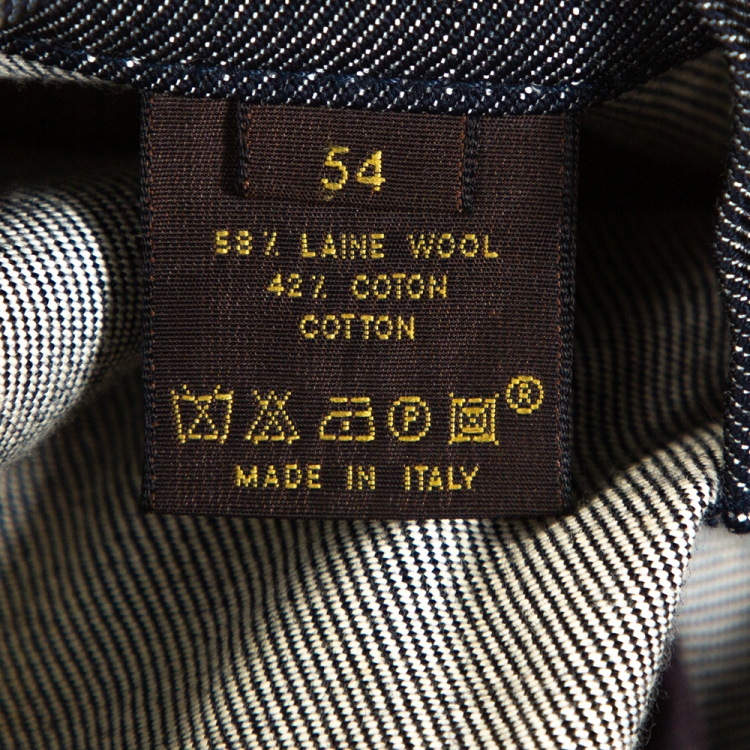 54
58% LAINE WOOL
42% COTON
COTTON
P ®
MADE IN ITALY